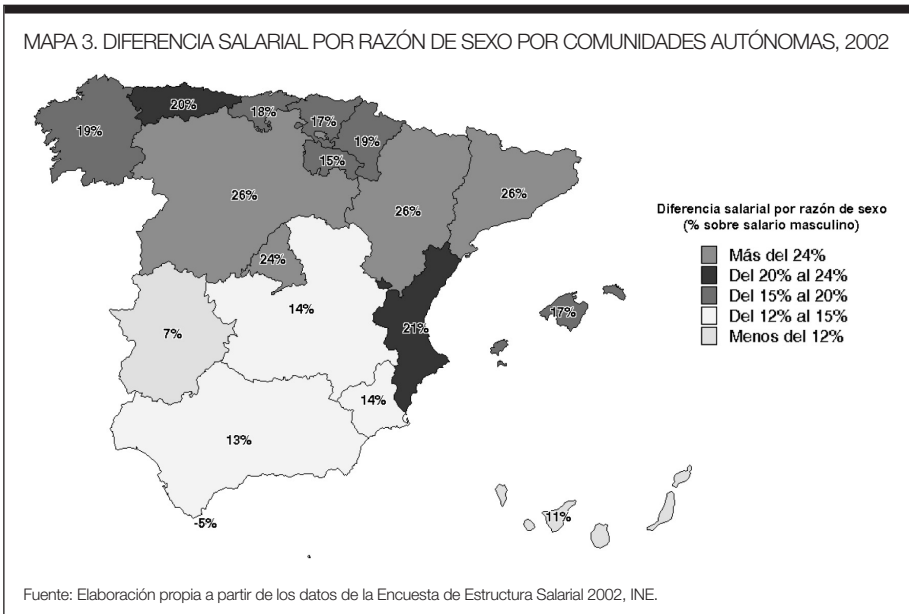 MAPA 3. DIFERENCIA SALARIAL POR RAZÓN DE SEXO POR COMUNIDADES AUTÓNOMAS, 2002
20%
18%
17%
19%
19%
15%
26%
26%
26%
24%
14%
7%
21%
17%
14%
13%
-5%
11%
Diferencia salarial por razón de sexo
(% sobre salario masculino)
Más del 24%
Del 20% al 24%
Del 15% al 20%
Del 12% al 15%
Menos del 12%
Fuente: Elaboración propia a partir de los datos de la Encuesta de Estructura Salarial 2002, INE.